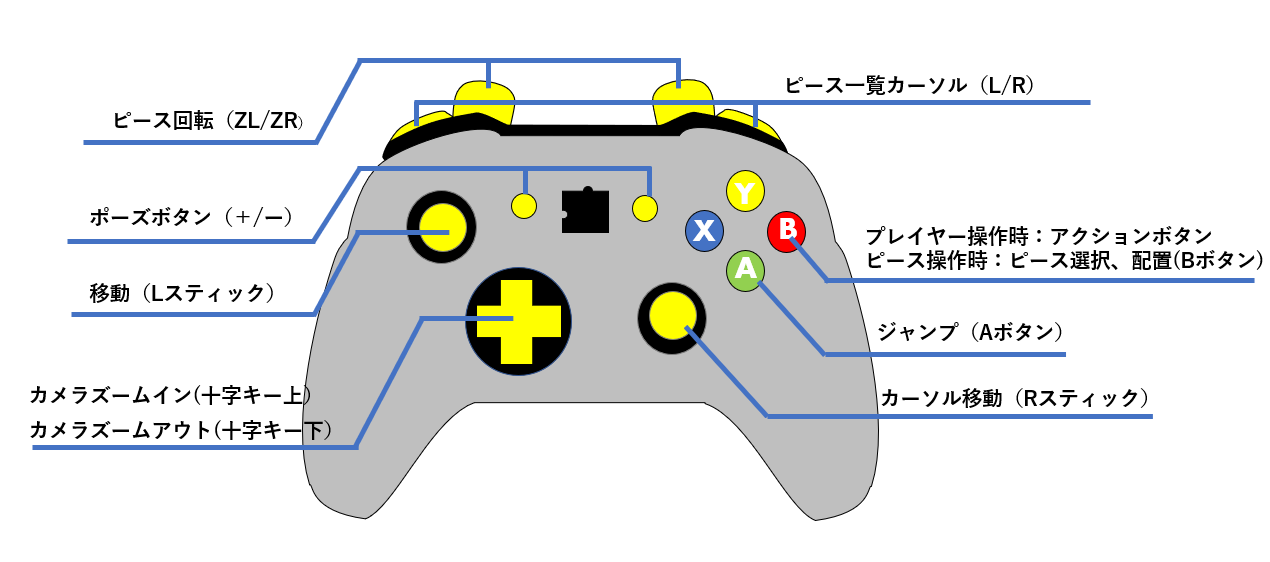 ピース一覧カーソル（L/R）
ピース回転（ZL/ZR）
ポーズボタン（＋/ー）
移動（Lスティック）
カメラズームイン(十字キー上)
カメラズームアウト(十字キー下）
Y
X
B
A
プレイヤー操作時：アクションボタン
ピース操作時：ピース選択、配置(Bボタン)
ジャンプ（Aボタン）
カーソル移動（Rスティック）